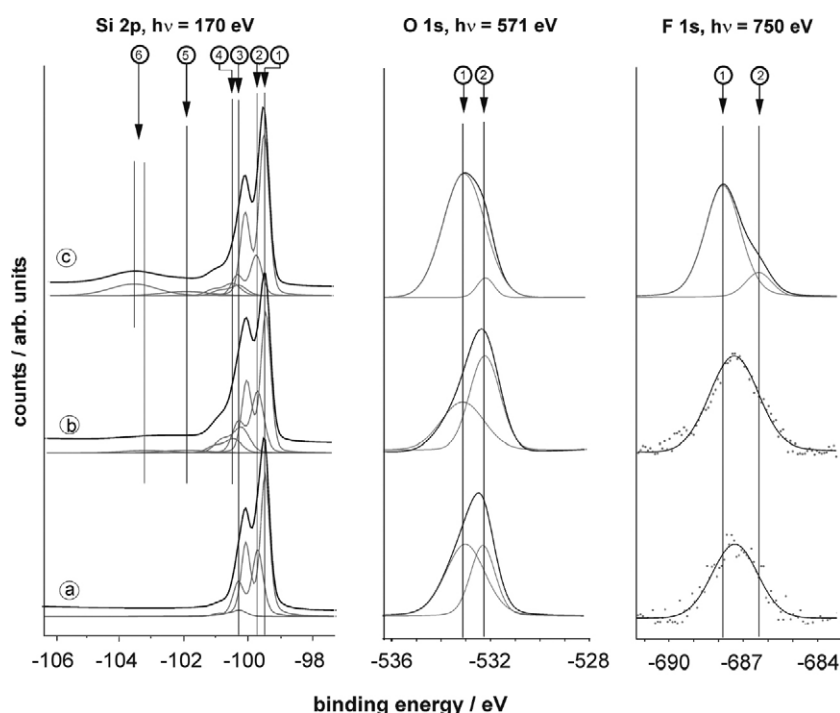 Si 2p, hν = 170 eV
O 1s, hν = 571 eV
F 1s, hν = 750 eV
6 5 4 3 2 1
1 2
1 2
counts / arb. units
c
b
a
-106 -104 -102 -100 -98
-536 -532 -528
-690 -687 -684
binding energy / eV